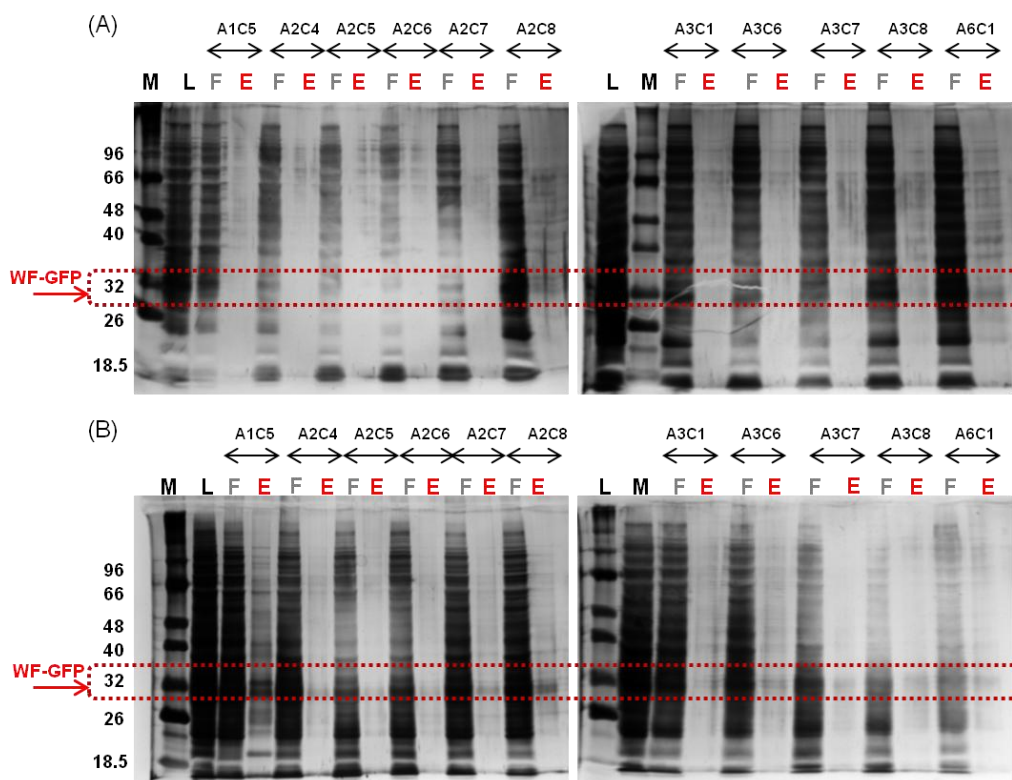 (A)
A1C5 A2C4 A2C5 A2C6 A2C7 A2C8 A3C1 A3C6 A3C7 A3C8 A6C1
M L F E F E F E F E F E F E L M F E F E F E F E F E
96
66
48
40
WF-GFP
32
26
18.5
(B)
A1C5 A2C4 A2C5 A2C6 A2C7 A2C8 A3C1 A3C6 A3C7 A3C8 A6C1
M L F E F E F E F E F E F E L M F E F E F E F E F E
96
66
48
40
WF-GFP
32
26
18.5